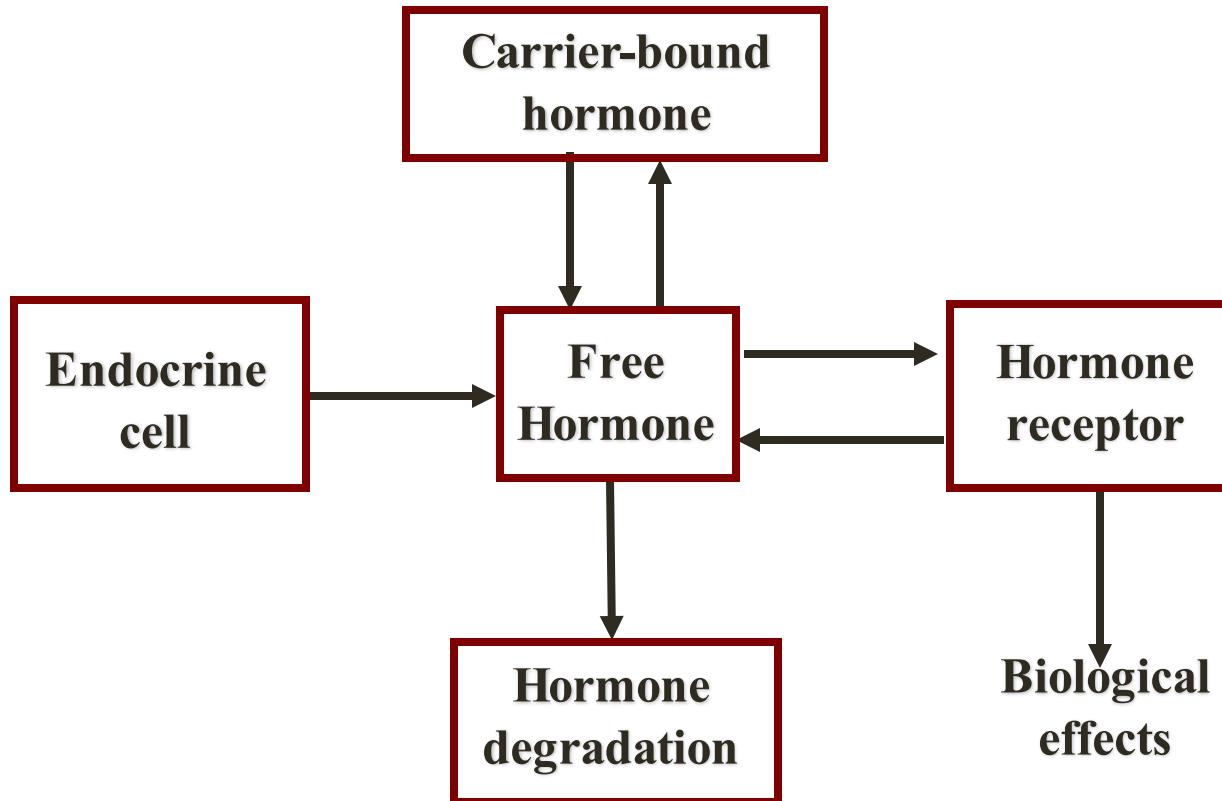 Carrier-bound
hormone
Endocrine
cell
Free
Hormone
Hormone
receptor
Hormone
degradation
Biological
effects